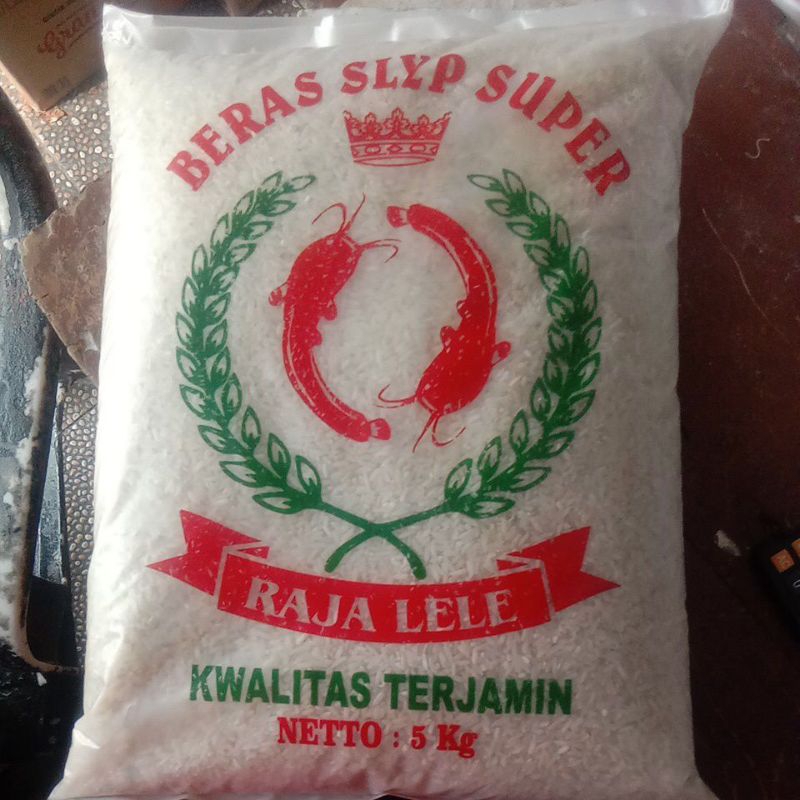 BERAS SLYP SUPER
RAJA LELE
KWALITAS TERJAMIN
NETTO : 5 Kg